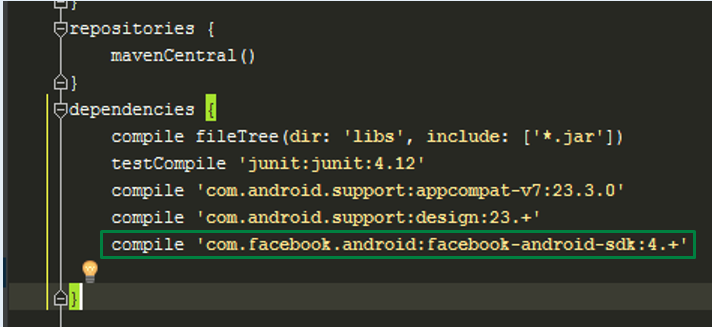 }
repositories {
mavenCentral()
}
dependencies {
compile fileTree(dir: 'libs', include: ['*.jar'])
testCompile 'junit:junit:4.12'
compile 'com.android.support:appcompat-v7:23.3.0'
compile 'com.android.support:design:23.+'
compile 'com.facebook.android:facebook-android-sdk:4.+'
}